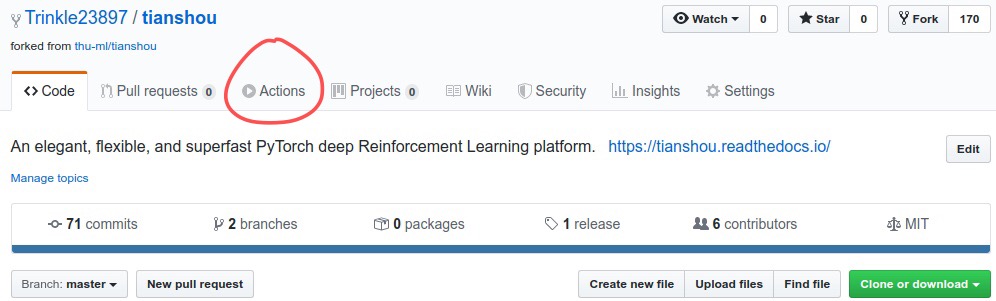 Trinkle23897 / tianshou Watch 0 Star 0 Fork 170
forked from thu-ml/tianshou
Code Pull requests 0 Actions Projects 0 Wiki Security Insights Settings
An elegant, flexible, and superfast PyTorch deep Reinforcement Learning platform. https://tianshou.readthedocs.io/ Edit
Manage topics
71 commits 2 branches 0 packages 1 release 6 contributors MIT
Branch: master New pull request Create new file Upload files Find file Clone or download